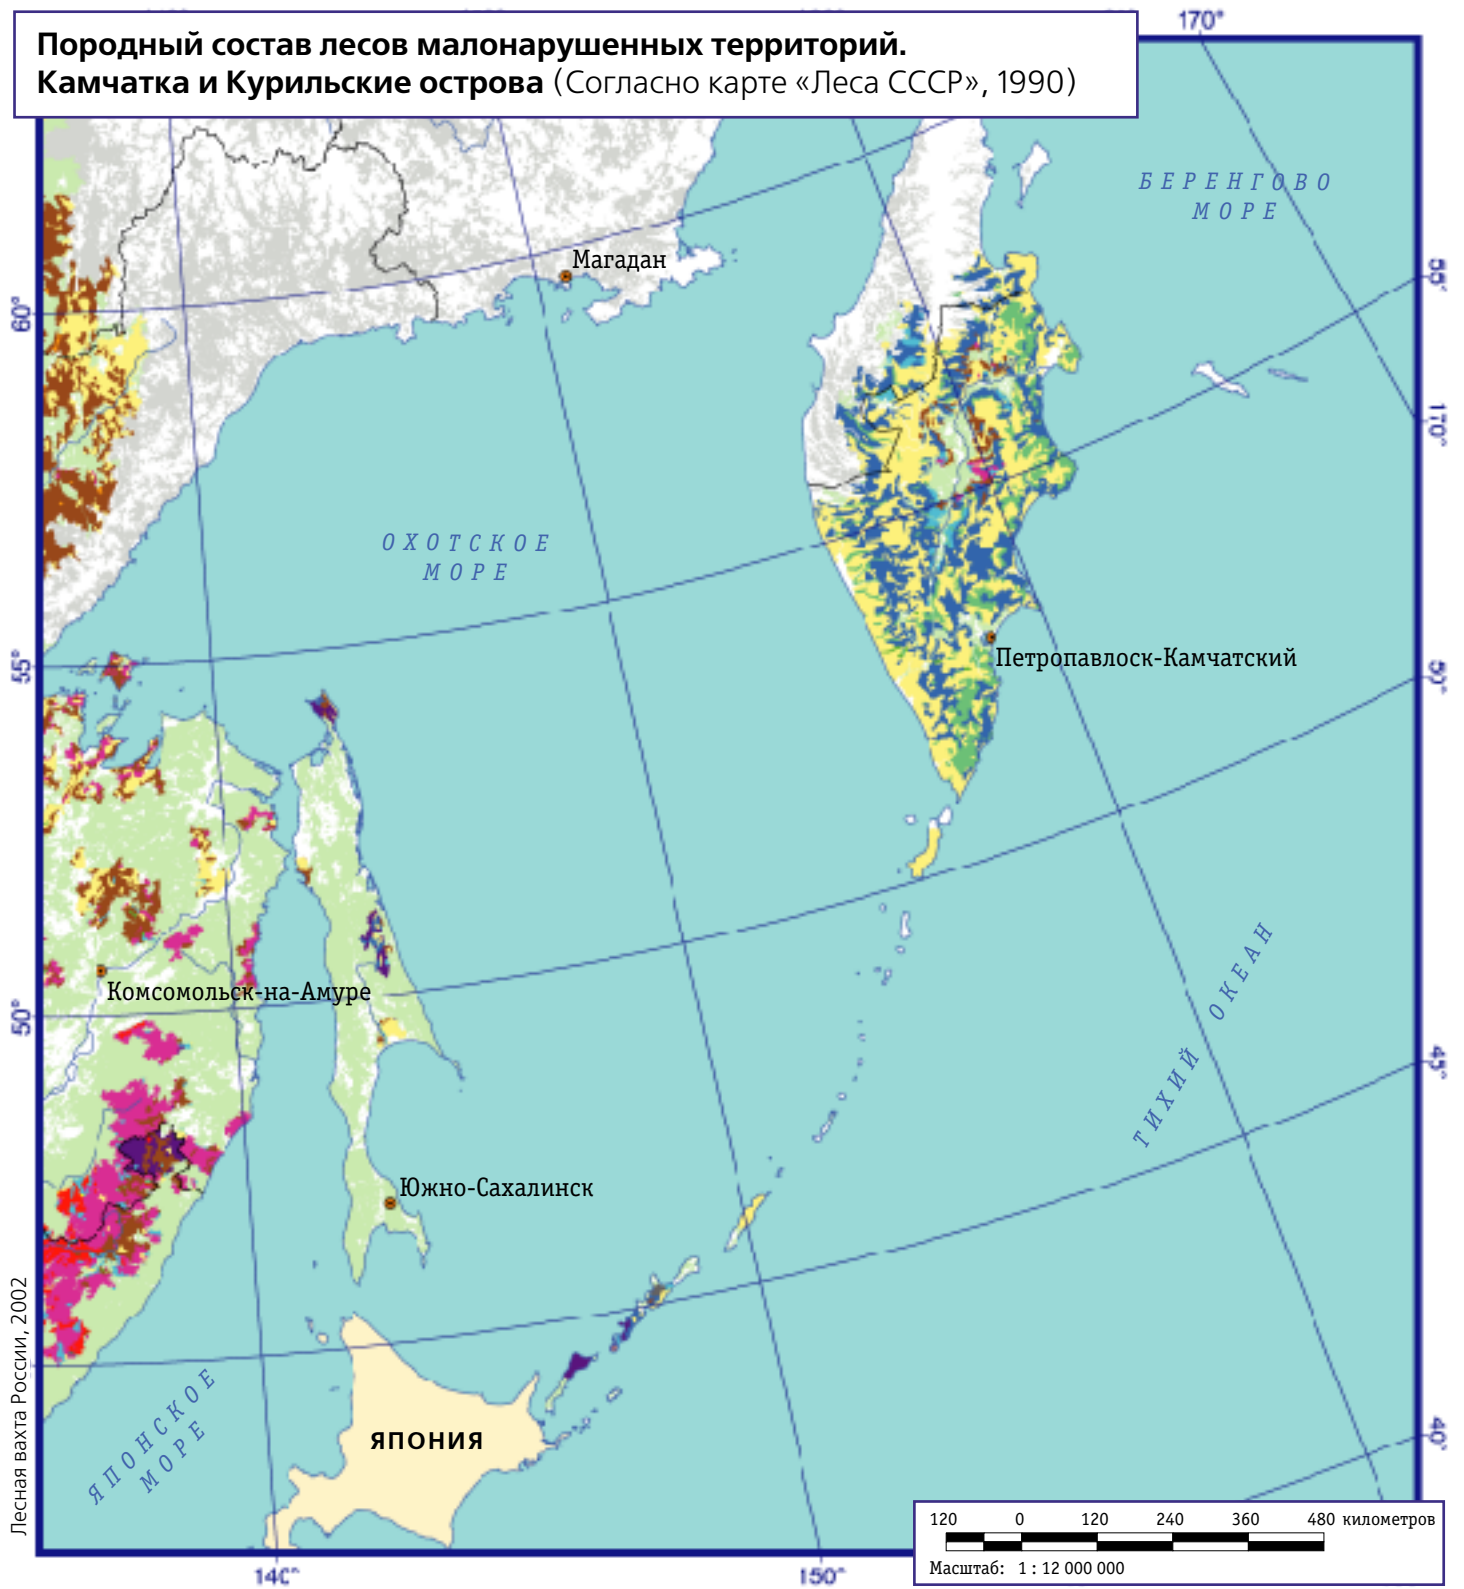 Породный состав лесов малонарушенных территорий.
Камчатка и Курильские острова (Согласно карте «Леса СССР», 1990)
170°
БЕРЕНГОВО
МОРЕ
Магадан
60°
170°
ОХОТСКОЕ
МОРЕ
55°
Петропавлоск-Камчатский
50°
ТИХИЙ ОКЕАН
Комсомольск-на-Амуре
50°
45°
Южно-Сахалинск
Лесная вахта России, 2002
ЯПОНСКОЕ
МОРЕ
ЯПОНИЯ
40°
120 0 120 240 360 480 километров
Масштаб: 1 : 12 000 000
140°
150°